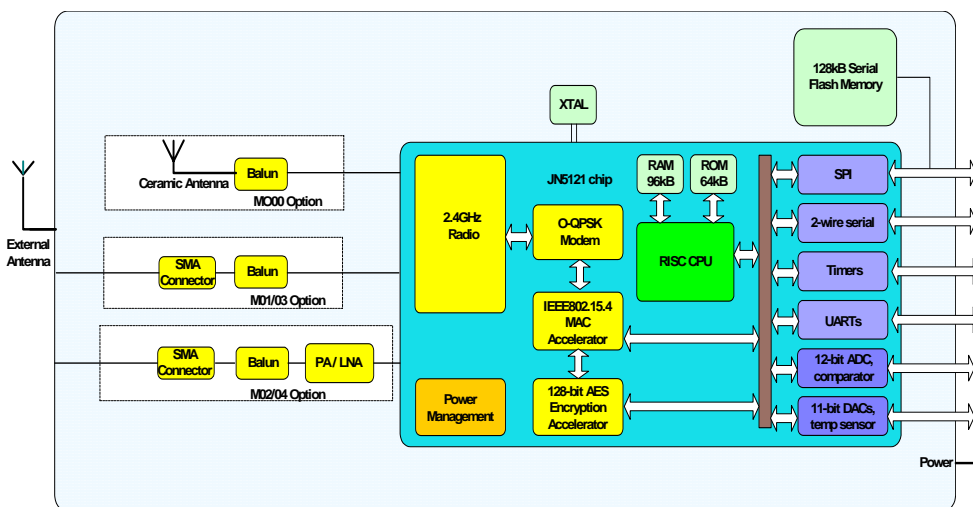 128kB Serial
Flash Memory
XTAL
Ceramic Antenna
Balun
MO00 Option
External
Antenna
SMA
Connector
Balun
M01/03 Option
SMA
Connector
Balun
PA / LNA
M02/04 Option
JN5121 chip
2.4GHz
Radio
O-QPSK
Modem
IEEE802.15.4
MAC
Accelerator
128-bit AES
Encryption
Accelerator
Power
Management
RAM
96kB
ROM
64kB
RISC CPU
SPI
2-wire serial
Timers
UARTs
12-bit ADC,
comparator
11-bit DACs,
temp sensor
Power